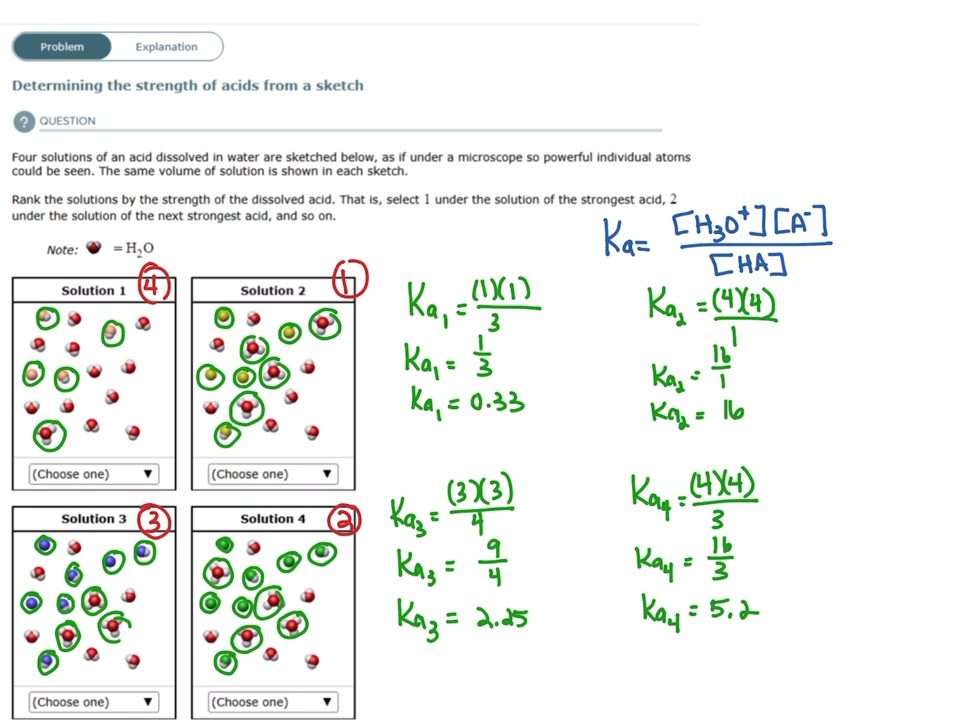 Problem Explanation
Determining the strength of acids from a sketch
? QUESTION
Four solutions of an acid dissolved in water are sketched below, as if under a microscope so powerful individual atoms
could be seen. The same volume of solution is shown in each sketch.
Rank the solutions by the strength of the dissolved acid. That is, select 1 under the solution of the strongest acid, 2
under the solution of the next strongest acid, and so on.
Note: = H₂O
Ka = [H₃O⁺][A⁻] / [HA]
Solution 1 4
(Choose one) ▼
Solution 2 1
(Choose one) ▼
Ka₁ = (1)(1) / 3
Ka₁ = 1/3
Ka₁ = 0.33
Ka₂ = (4)(4) / 1
Ka₂ = 16/1
Ka₂ = 16
Solution 3 3
(Choose one) ▼
Solution 4 2
(Choose one) ▼
Ka₃ = (3)(3) / 4
Ka₃ = 9/4
Ka₃ = 2.25
Ka₄ = (4)(4) / 3
Ka₄ = 16/3
Ka₄ = 5.2